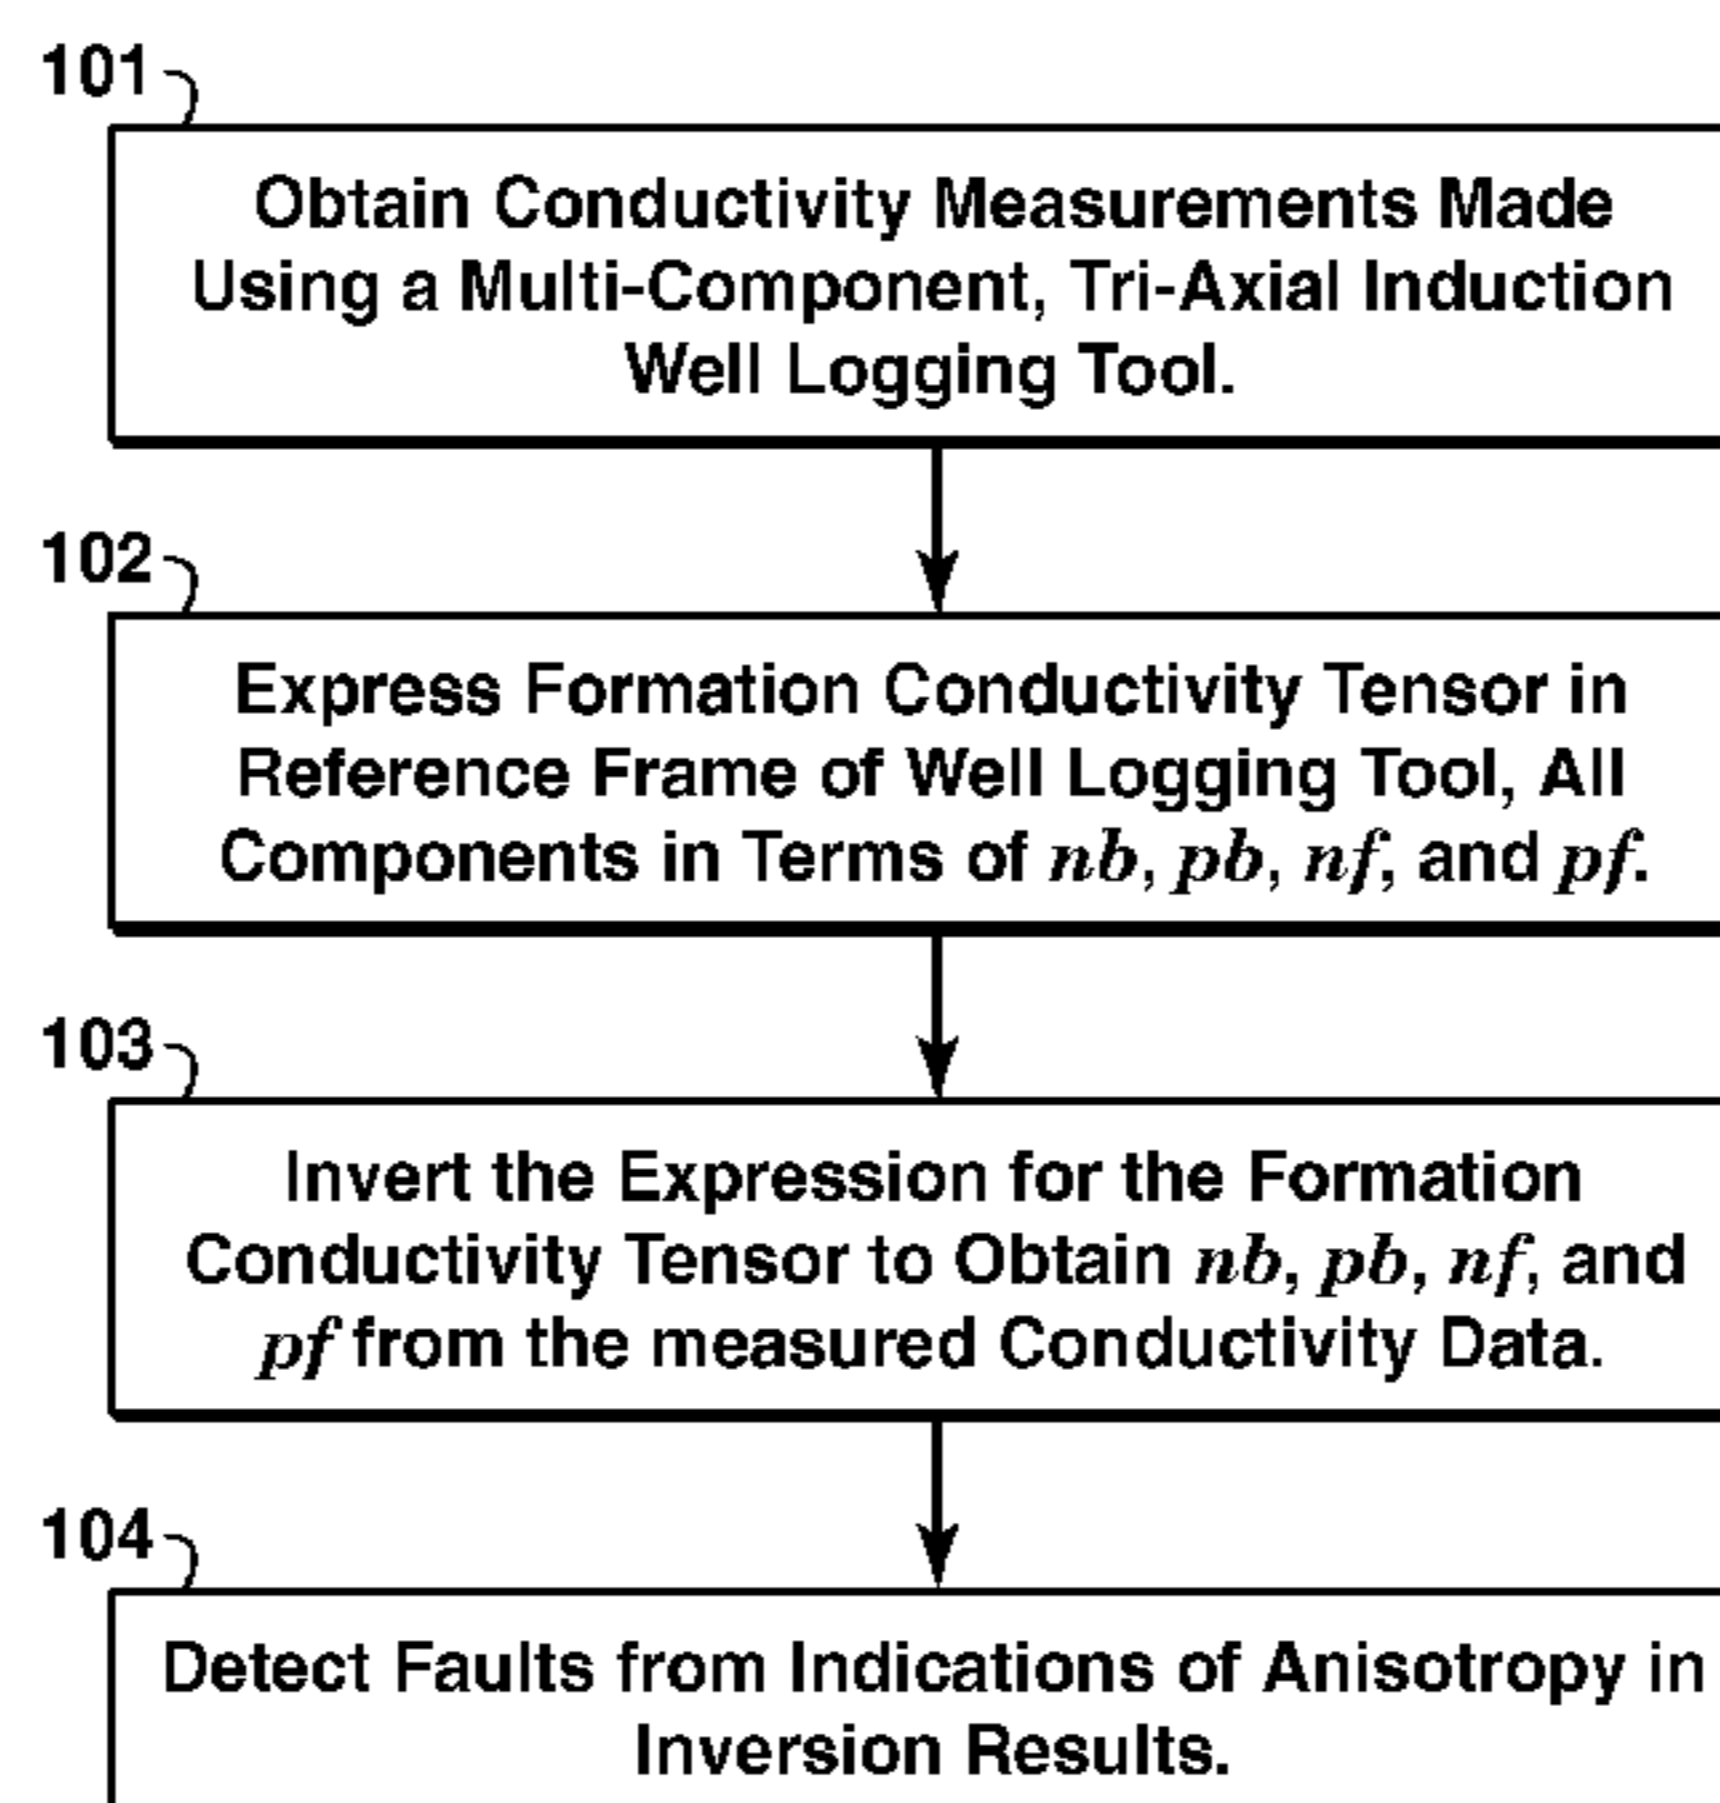 101
Obtain Conductivity Measurements Made
Using a Multi-Component, Tri-Axial Induction
Well Logging Tool.
102
Express Formation Conductivity Tensor in
Reference Frame of Well Logging Tool, All
Components in Terms of nb, pb, nf, and pf.
103
Invert the Expression for the Formation
Conductivity Tensor to Obtain nb, pb, nf, and
pf from the measured Conductivity Data.
104
Detect Faults from Indications of Anisotropy in
Inversion Results.